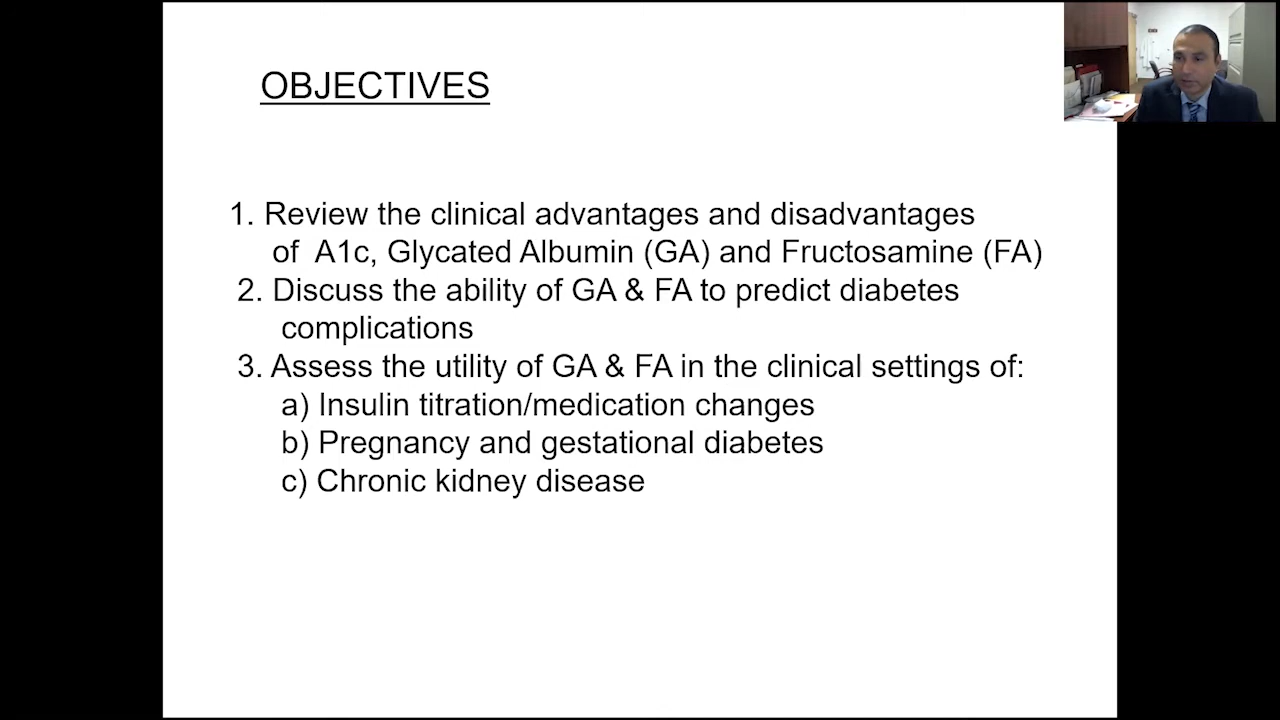 OBJECTIVES
1. Review the clinical advantages and disadvantages
of A1c, Glycated Albumin (GA) and Fructosamine (FA)
2. Discuss the ability of GA & FA to predict diabetes
complications
3. Assess the utility of GA & FA in the clinical settings of:
a) Insulin titration/medication changes
b) Pregnancy and gestational diabetes
c) Chronic kidney disease